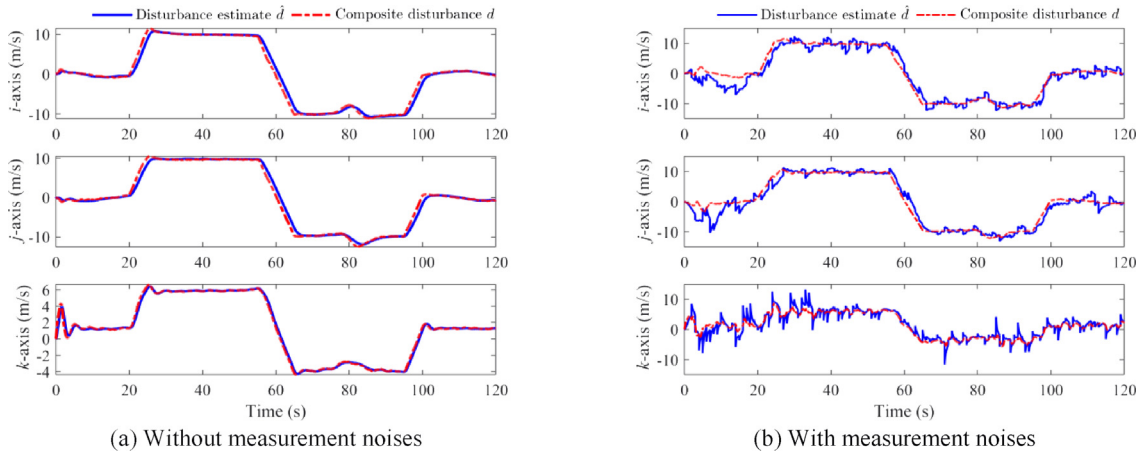 Disturbance estimate d̂ Composite disturbance d
i-axis (m/s)
10
0
-10
0 20 40 60 80 100 120
j-axis (m/s)
10
0
-10
0 20 40 60 80 100 120
k-axis (m/s)
6
4
2
0
-2
-4
0 20 40 60 80 100 120
Time (s)
(a) Without measurement noises
Disturbance estimate d̂ Composite disturbance d
i-axis (m/s)
10
0
-10
0 20 40 60 80 100 120
j-axis (m/s)
10
0
-10
0 20 40 60 80 100 120
k-axis (m/s)
10
0
-10
0 20 40 60 80 100 120
Time (s)
(b) With measurement noises